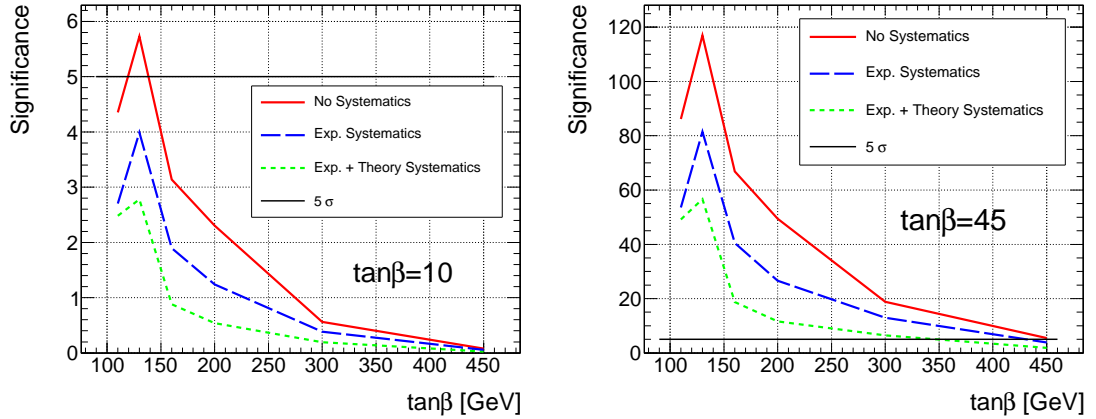 Significance
6
5
4
3
2
1
0
100 150 200 250 300 350 400 450
tanβ [GeV]
No Systematics
Exp. Systematics
Exp. + Theory Systematics
5 σ
tanβ=10
Significance
120
100
80
60
40
20
0
100 150 200 250 300 350 400 450
tanβ [GeV]
No Systematics
Exp. Systematics
Exp. + Theory Systematics
5 σ
tanβ=45